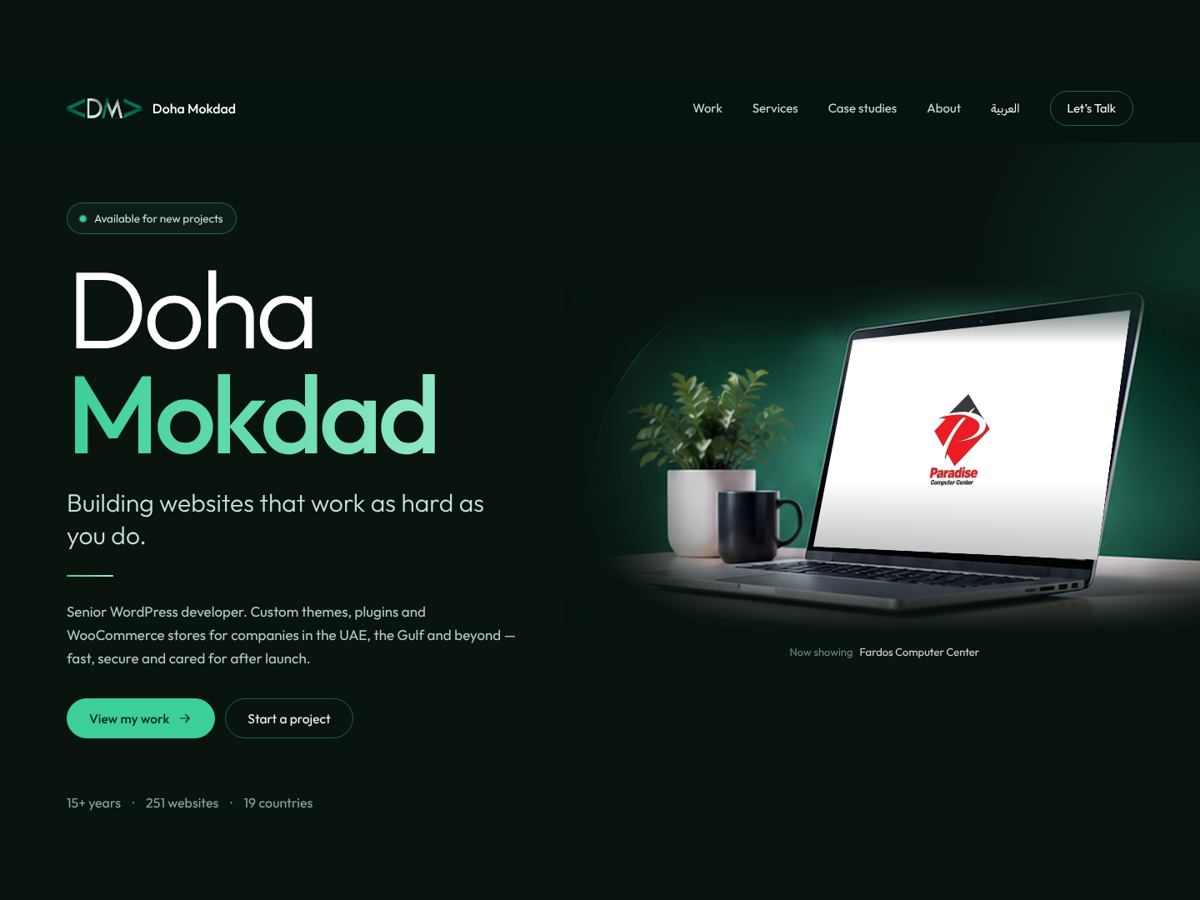 <DM> Doha Mokdad
Work Services Case studies About العربية Let's Talk
Available for new projects
Doha
Mokdad
Building websites that work as hard as
you do.
Senior WordPress developer. Custom themes, plugins and
WooCommerce stores for companies in the UAE, the Gulf and beyond —
fast, secure and cared for after launch.
View my work → Start a project
15+ years · 251 websites · 19 countries
Paradise
Computer Center
Now showing Fardos Computer Center